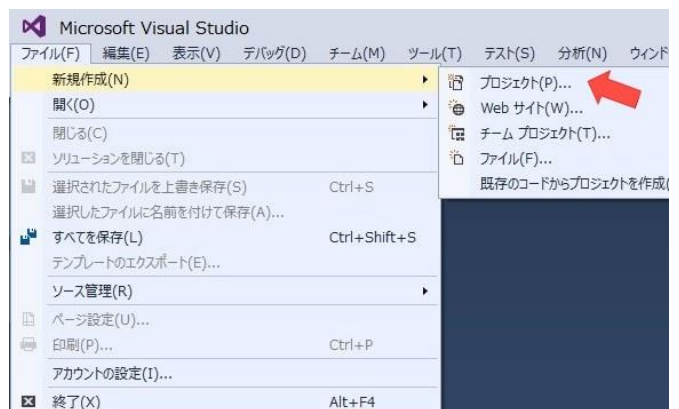 Microsoft Visual Studio
ファイル(F) 編集(E) 表示(V) デバッグ(D) チーム(M) ツール(T) テスト(S) 分析(N) ウィンド
新規作成(N)
開く(O)
閉じる(C)
ソリューションを閉じる(T)
選択されたファイルを上書き保存(S) Ctrl+S
選択したファイルに名前を付けて保存(A)...
すべてを保存(L) Ctrl+Shift+S
テンプレートのエクスポート(E)...
ソース管理(R)
ページ設定(U)...
印刷(P)... Ctrl+P
アカウントの設定(I)...
終了(X) Alt+F4
プロジェクト(P)...
Web サイト(W)...
チーム プロジェクト(T)...
ファイル(F)...
既存のコードからプロジェクトを作成(